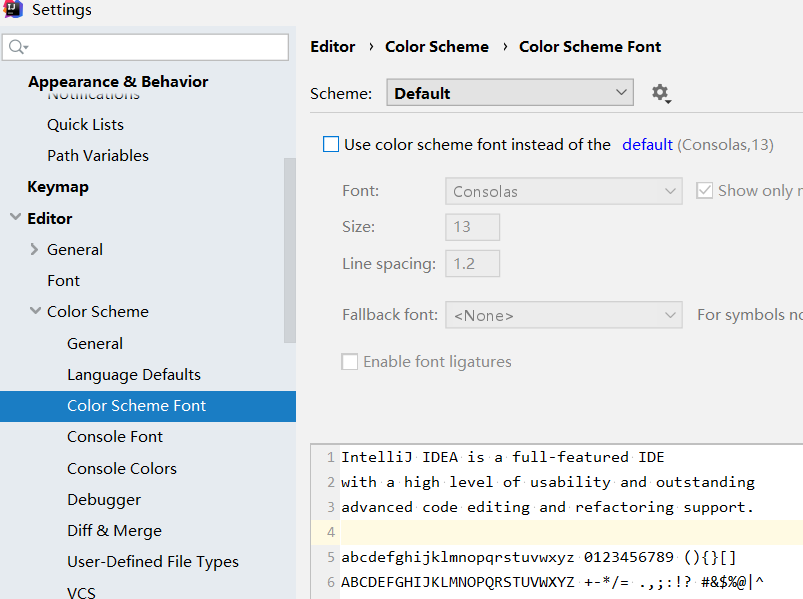 Settings
Appearance & Behavior
Notifications
Quick Lists
Path Variables
Keymap
Editor
General
Font
Color Scheme
General
Language Defaults
Color Scheme Font
Console Font
Console Colors
Debugger
Diff & Merge
User-Defined File Types
VCS
Editor › Color Scheme › Color Scheme Font
Scheme: Default
Use color scheme font instead of the default (Consolas,13)
Font: Consolas Show only
Size: 13
Line spacing: 1.2
Fallback font: <None> For symbols
Enable font ligatures
1 IntelliJ IDEA is a full-featured IDE
2 with a high level of usability and outstanding
3 advanced code editing and refactoring support.
4
5 abcdefghijklmnopqrstuvwxyz 0123456789 (){}[]
6 ABCDEFGHIJKLMNOPQRSTUVWXYZ +-*/= .,;:!? #&$%@|^